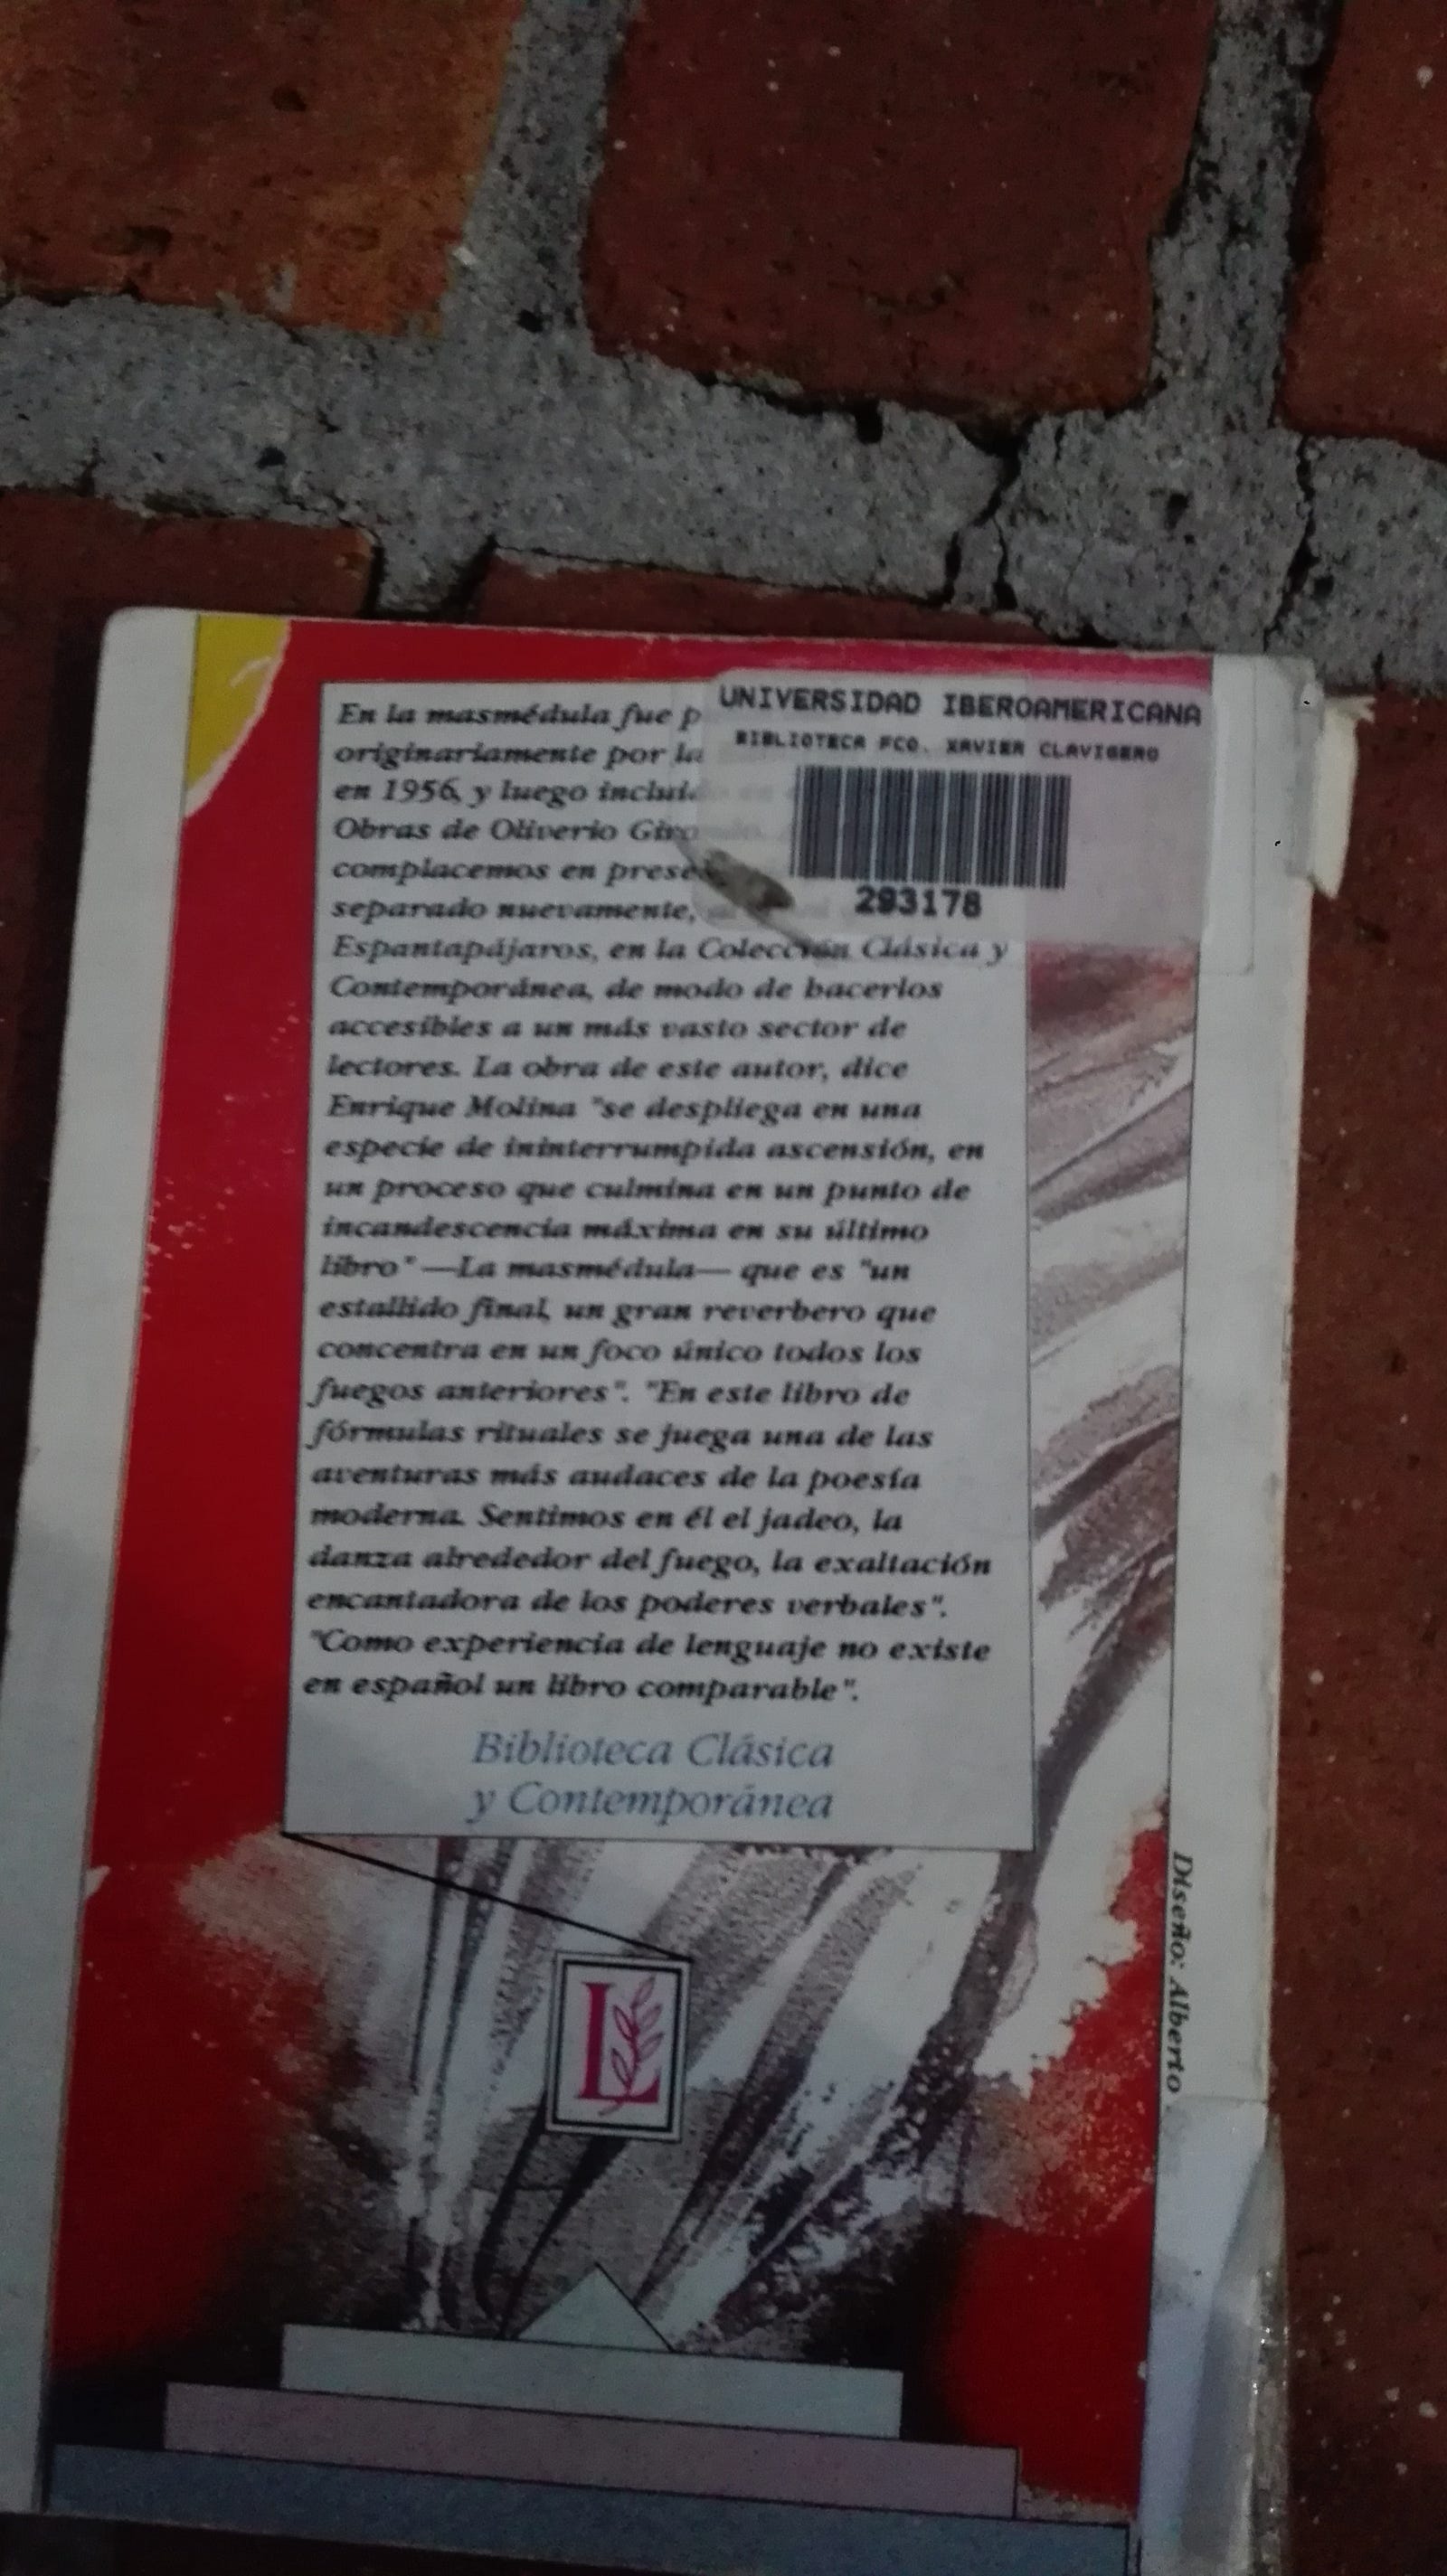 En la masmédula fue p
originariamente por la
en 1956, y luego inclui
Obras de Oliverio Giro
complacemos en prese
separado nuevamente,
Espantapájaros, en la Colección Clásica y
Contemporánea, de modo de hacerlos
accesibles a un más vasto sector de
lectores. La obra de este autor, dice
Enrique Molina "se despliega en una
especie de ininterrumpida ascensión, en
un proceso que culmina en un punto de
incandescencia máxima en su último
libro" —La masmédula— que es "un
estallido final, un gran reverbero que
concentra en un foco único todos los
fuegos anteriores". "En este libro de
fórmulas rituales se juega una de las
aventuras más audaces de la poesía
moderna. Sentimos en él el jadeo, la
danza alrededor del fuego, la exaltación
encantadora de los poderes verbales".
"Como experiencia de lenguaje no existe
en español un libro comparable".
Biblioteca Clásica
y Contemporánea
UNIVERSIDAD IBEROAMERICANA
BIBLIOTECA FCO. XAVIER CLAVIGERO
293178
Diseño: Alberto
L